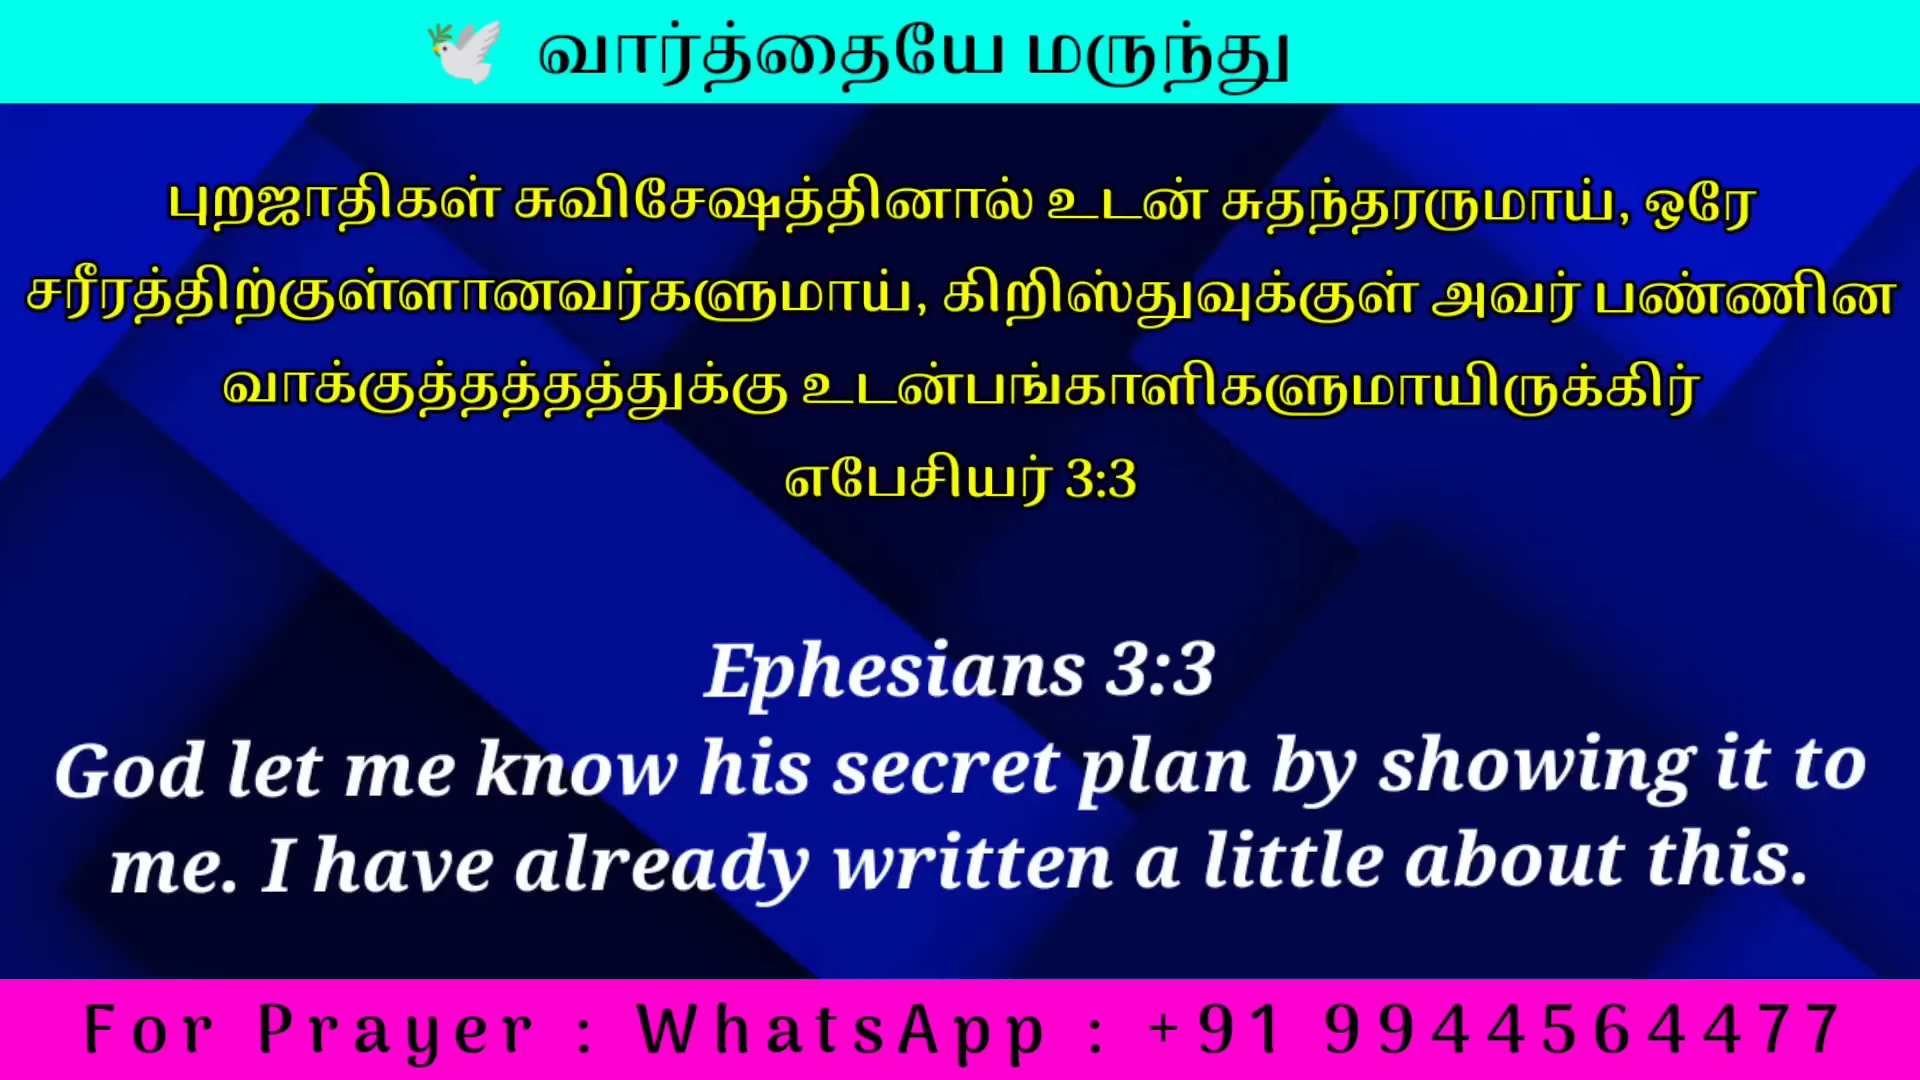 🕊️ வார்த்தையே மருந்து
புறஜாதிகள் சுவிசேஷத்தினால் உடன் சுதந்தரருமாய், ஒரே
சரீரத்திற்குள்ளானவர்களுமாய், கிறிஸ்துவுக்குள் அவர் பண்ணின
வாக்குத்தத்தத்துக்கு உடன்பங்காளிகளுமாயிருக்கிர்
எபேசியர் 3:3
Ephesians 3:3
God let me know his secret plan by showing it to
me. I have already written a little about this.
For Prayer : WhatsApp : +91 9944564477